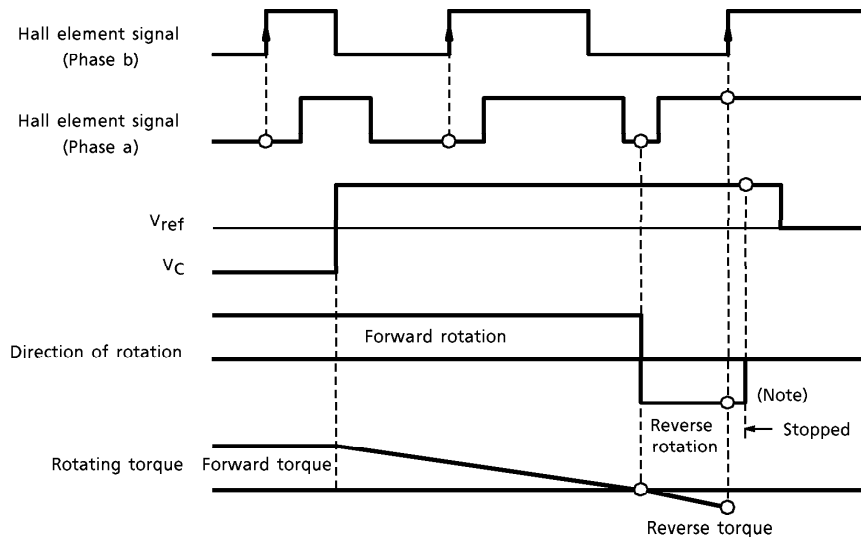 Hall element signal
(Phase b)
Hall element signal
(Phase a)
Vref
VC
Direction of rotation
Forward rotation
(Note)
Reverse
rotation
Stopped
Rotating torque
Forward torque
Reverse torque